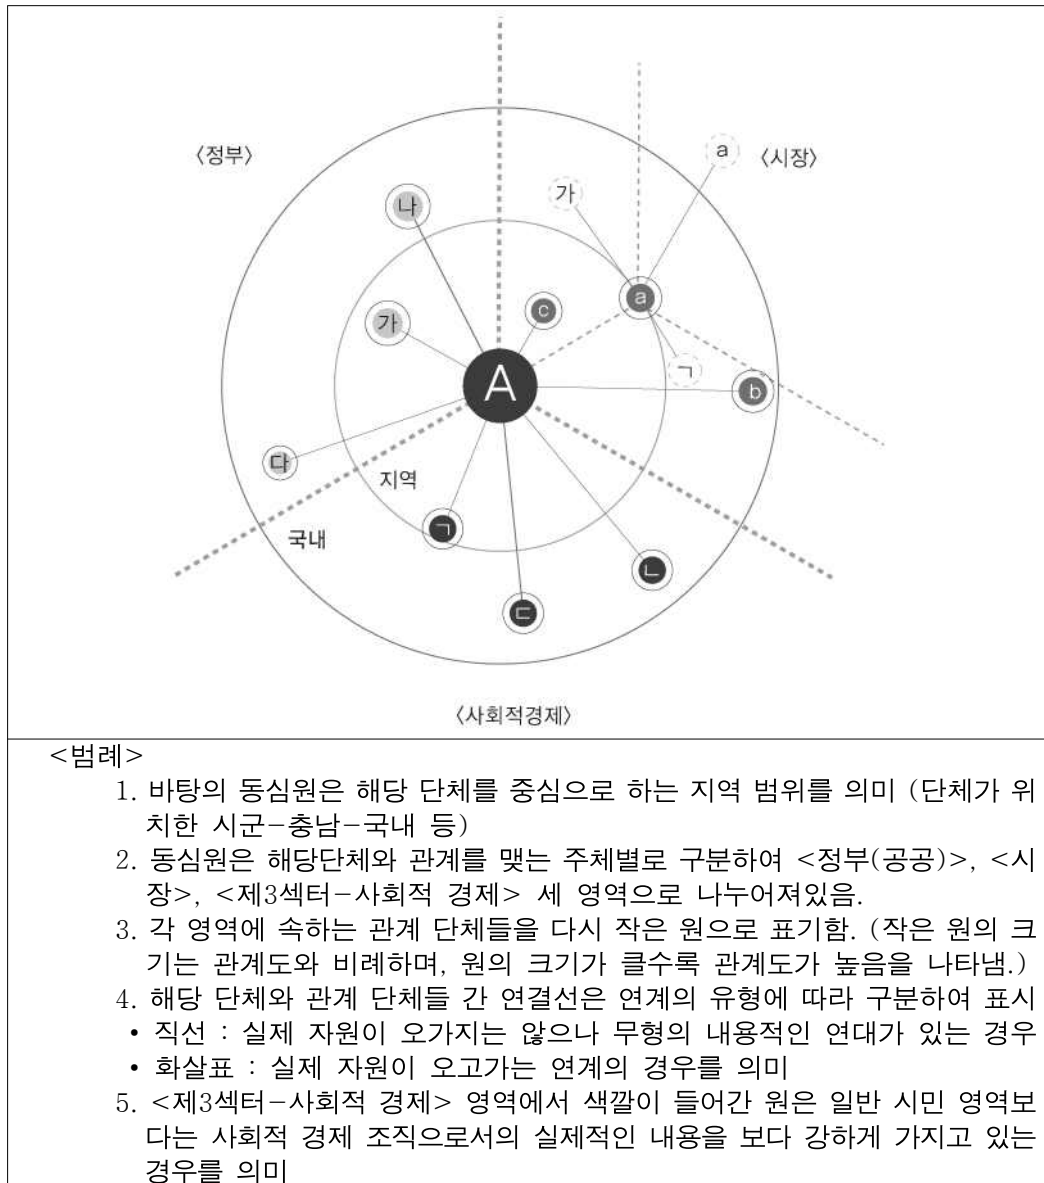 〈정부〉
a
〈시장〉
가
나
a
c
가
ㄱ
A
b
다
지역
ㄱ
국내
ㄴ
ㄷ
〈사회적경제〉
<범례>
1. 바탕의 동심원은 해당 단체를 중심으로 하는 지역 범위를 의미 (단체가 위
치한 시군-충남-국내 등)
2. 동심원은 해당단체와 관계를 맺는 주체별로 구분하여 <정부(공공)>, <시
장>, <제3섹터-사회적 경제> 세 영역으로 나누어져있음.
3. 각 영역에 속하는 관계 단체들을 다시 작은 원으로 표기함. (작은 원의 크
기는 관계도와 비례하며, 원의 크기가 클수록 관계도가 높음을 나타냄.)
4. 해당 단체와 관계 단체들 간 연결선은 연계의 유형에 따라 구분하여 표시
• 직선 : 실제 자원이 오가지는 않으나 무형의 내용적인 연대가 있는 경우
• 화살표 : 실제 자원이 오고가는 연계의 경우를 의미
5. <제3섹터-사회적 경제> 영역에서 색깔이 들어간 원은 일반 시민 영역보
다는 사회적 경제 조직으로서의 실제적인 내용을 보다 강하게 가지고 있는
경우를 의미